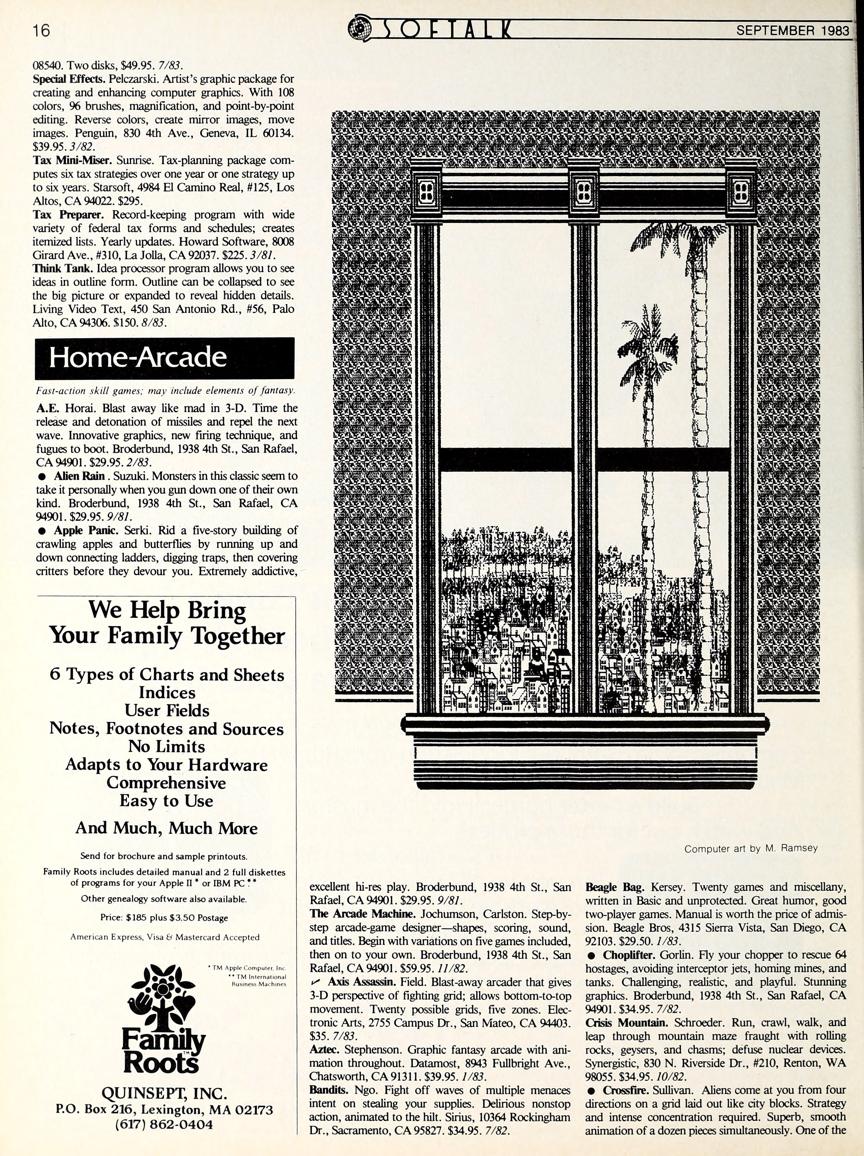 16
SOFTALK
SEPTEMBER 1983
08540. Two disks, $49.95. 7/83.
Special Effects. Pelczarski. Artist's graphic package for
creating and enhancing computer graphics. With 108
colors, 96 brushes, magnification, and point-by-point
editing. Reverse colors, create mirror images, move
images. Penguin, 830 4th Ave., Geneva, IL 60134.
$39.95. 3/82.
Tax Mini-Miser. Sunrise. Tax-planning package com-
putes six tax strategies over one year or one strategy up
to six years. Starsoft, 4984 El Camino Real, #125, Los
Altos, CA 94022. $295.
Tax Preparer. Record-keeping program with wide
variety of federal tax forms and schedules; creates
itemized lists. Yearly updates. Howard Software, 8008
Girard Ave., #310, La Jolla, CA 92037. $225. 3/81.
Think Tank. Idea processor program allows you to see
ideas in outline form. Outline can be collapsed to see
the big picture or expanded to reveal hidden details.
Living Video Text, 450 San Antonio Rd., #56, Palo
Alto, CA 94306. $150. 8/83.
Home-Arcade
Fast-action skill games; may include elements of fantasy.
A.E. Horai. Blast away like mad in 3-D. Time the
release and detonation of missiles and repel the next
wave. Innovative graphics, new firing technique, and
fugues to boot. Broderbund, 1938 4th St., San Rafael,
CA 94901. $29.95. 2/83.
● Alien Rain . Suzuki. Monsters in this classic seem to
take it personally when you gun down one of their own
kind. Broderbund, 1938 4th St., San Rafael, CA
94901. $29.95. 9/81.
● Apple Panic. Serki. Rid a five-story building of
crawling apples and butterflies by running up and
down connecting ladders, digging traps, then covering
critters before they devour you. Extremely addictive,
We Help Bring
Your Family Together
6 Types of Charts and Sheets
Indices
User Fields
Notes, Footnotes and Sources
No Limits
Adapts to Your Hardware
Comprehensive
Easy to Use
And Much, Much More
Send for brochure and sample printouts.
Family Roots includes detailed manual and 2 full diskettes
of programs for your Apple II * or IBM PC **
Other genealogy software also available.
Price: $185 plus $3.50 Postage
American Express, Visa & Mastercard Accepted
* TM Apple Computer, Inc.
** TM International
Business Machines
Family
Roots™
QUINSEPT, INC.
P.O. Box 216, Lexington, MA 02173
(617) 862-0404
Computer art by M. Ramsey
excellent hi-res play. Broderbund, 1938 4th St., San
Rafael, CA 94901. $29.95. 9/81.
The Arcade Machine. Jochumson, Carlston. Step-by-
step arcade-game designer—shapes, scoring, sound,
and titles. Begin with variations on five games included,
then on to your own. Broderbund, 1938 4th St., San
Rafael, CA 94901. $59.95. 11/82.
✓ Axis Assassin. Field. Blast-away arcader that gives
3-D perspective of fighting grid; allows bottom-to-top
movement. Twenty possible grids, five zones. Elec-
tronic Arts, 2755 Campus Dr., San Mateo, CA 94403.
$35. 7/83.
Aztec. Stephenson. Graphic fantasy arcade with ani-
mation throughout. Datamost, 8943 Fullbright Ave.,
Chatsworth, CA 91311. $39.95. 1/83.
Bandits. Ngo. Fight off waves of multiple menaces
intent on stealing your supplies. Delirious nonstop
action, animated to the hilt. Sirius, 10364 Rockingham
Dr., Sacramento, CA 95827. $34.95. 7/82.
Beagle Bag. Kersey. Twenty games and miscellany,
written in Basic and unprotected. Great humor, good
two-player games. Manual is worth the price of admis-
sion. Beagle Bros, 4315 Sierra Vista, San Diego, CA
92103. $29.50. 1/83.
● Choplifter. Gorlin. Fly your chopper to rescue 64
hostages, avoiding interceptor jets, homing mines, and
tanks. Challenging, realistic, and playful. Stunning
graphics. Broderbund, 1938 4th St., San Rafael, CA
94901. $34.95. 7/82.
Crisis Mountain. Schroeder. Run, crawl, walk, and
leap through mountain maze fraught with rolling
rocks, geysers, and chasms; defuse nuclear devices.
Synergistic, 830 N. Riverside Dr., #210, Renton, WA
98055. $34.95. 10/82.
● Crossfire. Sullivan. Aliens come at you from four
directions on a grid laid out like city blocks. Strategy
and intense concentration required. Superb, smooth
animation of a dozen pieces simultaneously. One of the